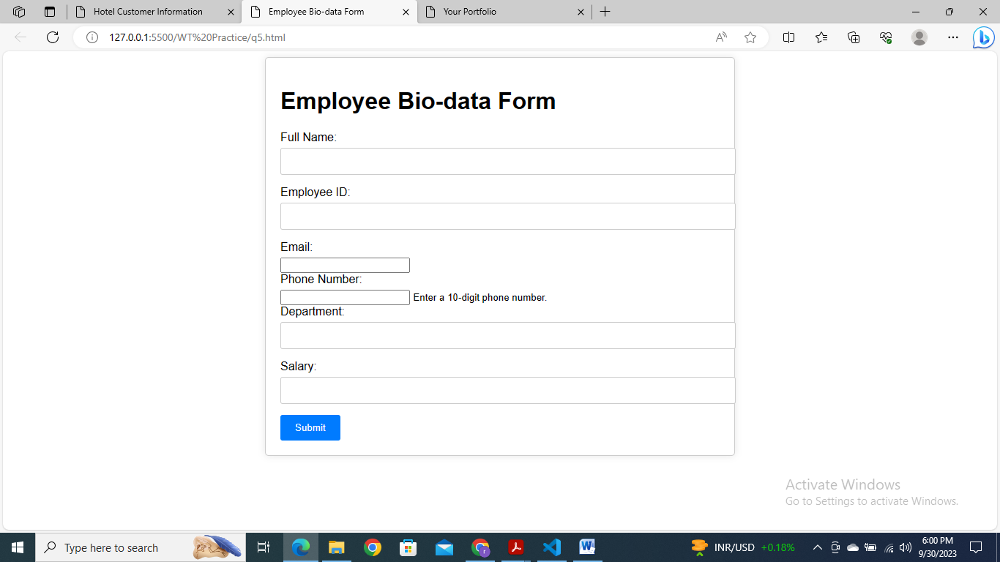 Hotel Customer Information
Employee Bio-data Form
Your Portfolio
127.0.0.1:5500/WT%20Practice/q5.html
Employee Bio-data Form
Full Name:
Employee ID:
Email:
Phone Number:
Enter a 10-digit phone number.
Department:
Salary:
Submit
Activate Windows
Go to Settings to activate Windows.
Type here to search
INR/USD +0.18%
6:00 PM
9/30/2023